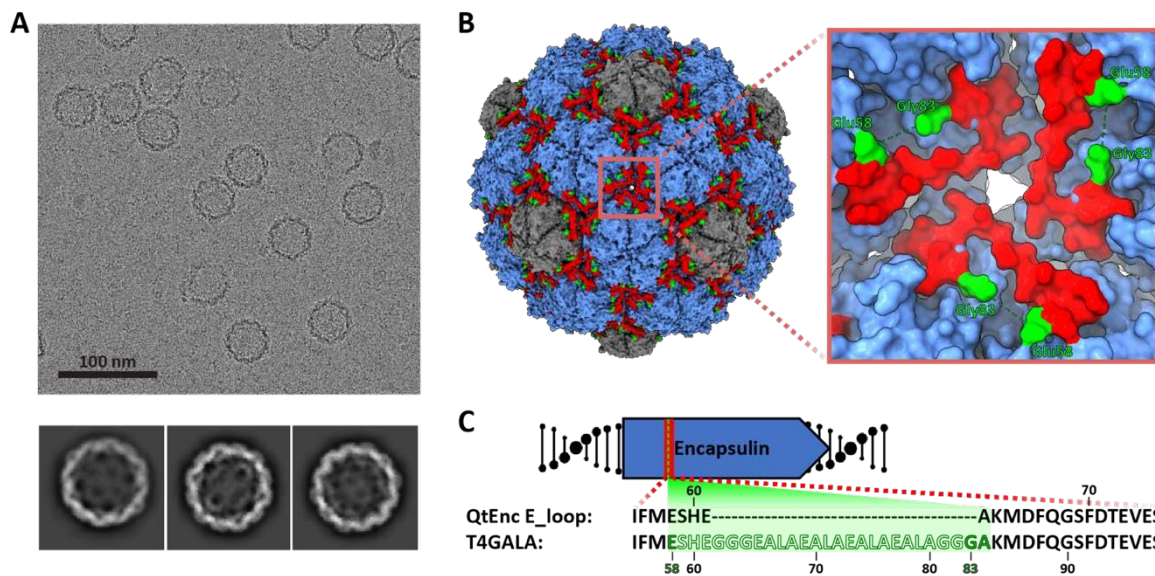 A
100 nm
B
Glu58
Gly83
Glu58
Gly83
Gly83
Glu58
C
Encapsulin
60 70
QtEnc E_loop: IFMESHE-----------------------------------AKMDFQGSFDTEVES
T4GALA: IFMESHEGGGEALAEALAEALAEALAGGGAKMDFQGSFDTEVES
58 60 70 80 83 90